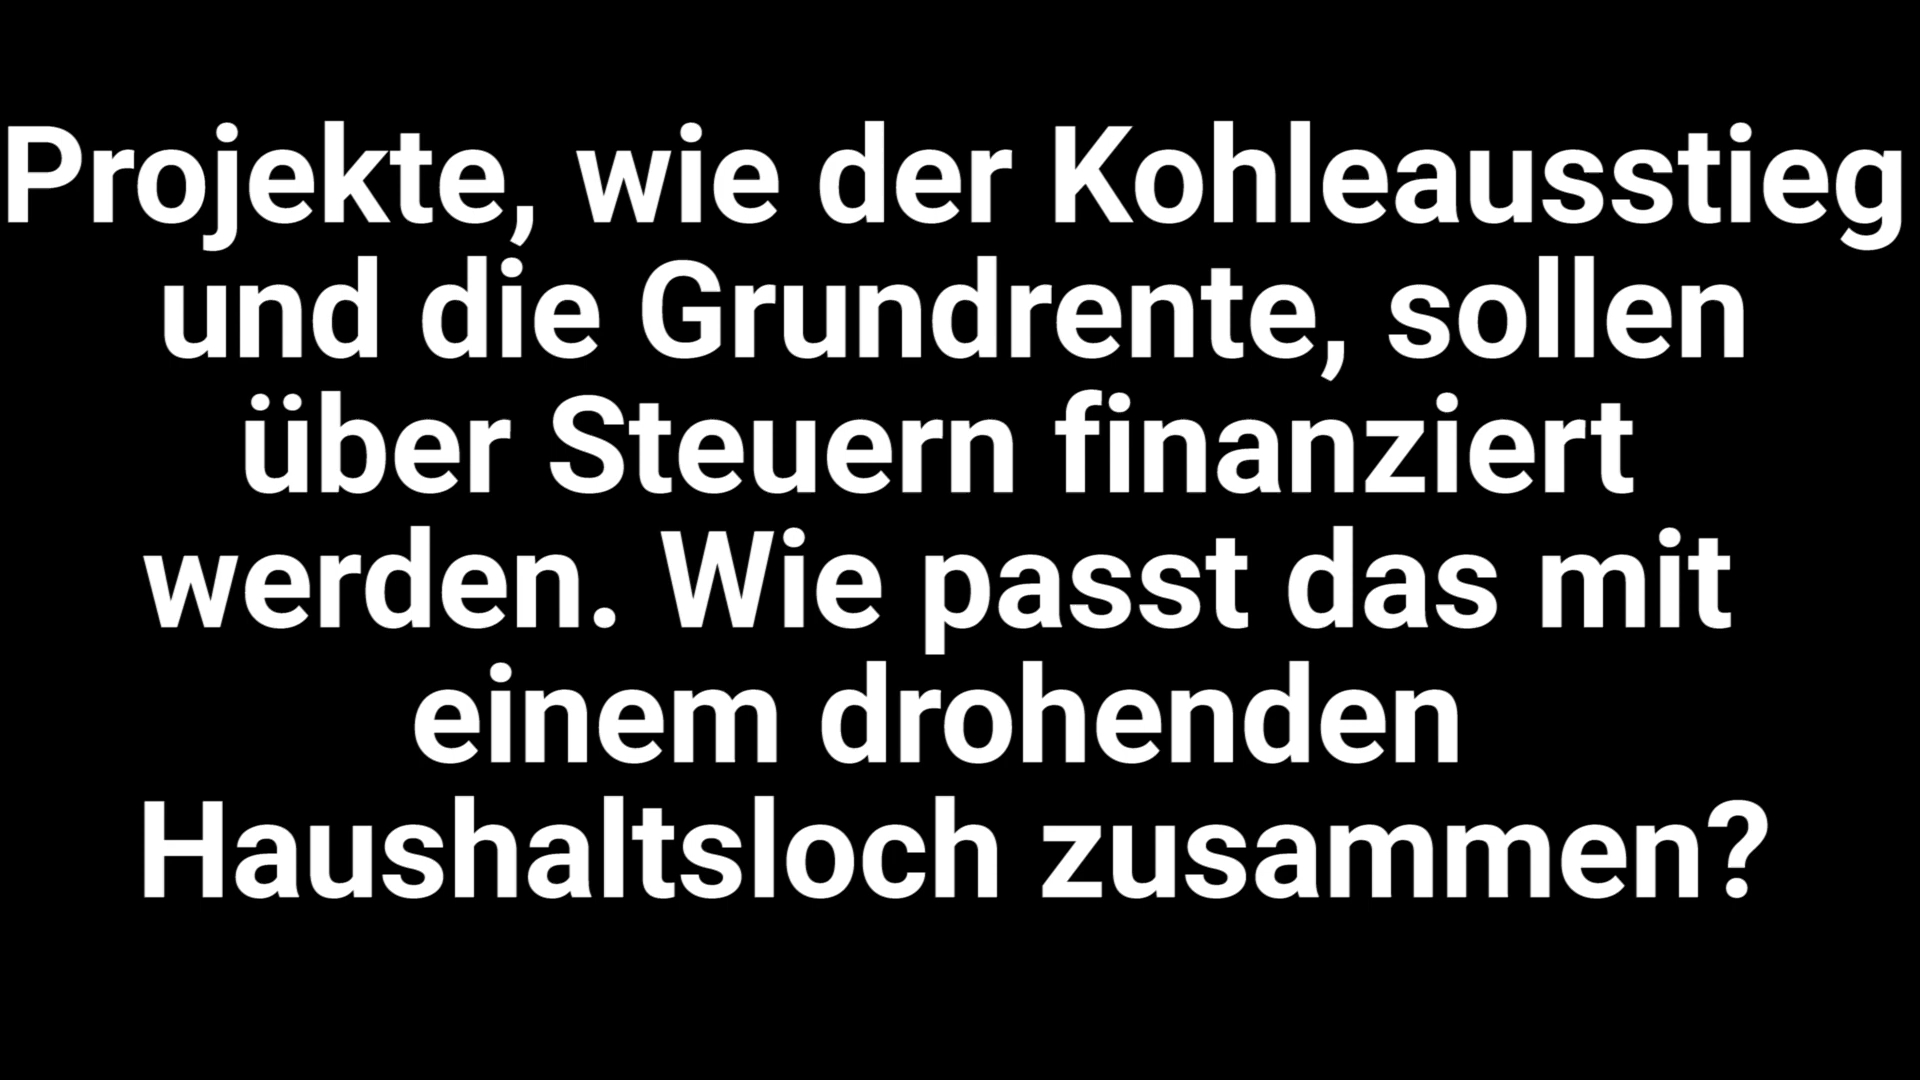 Projekte, wie der Kohleausstieg
und die Grundrente, sollen
über Steuern finanziert
werden. Wie passt das mit
einem drohenden
Haushaltsloch zusammen?